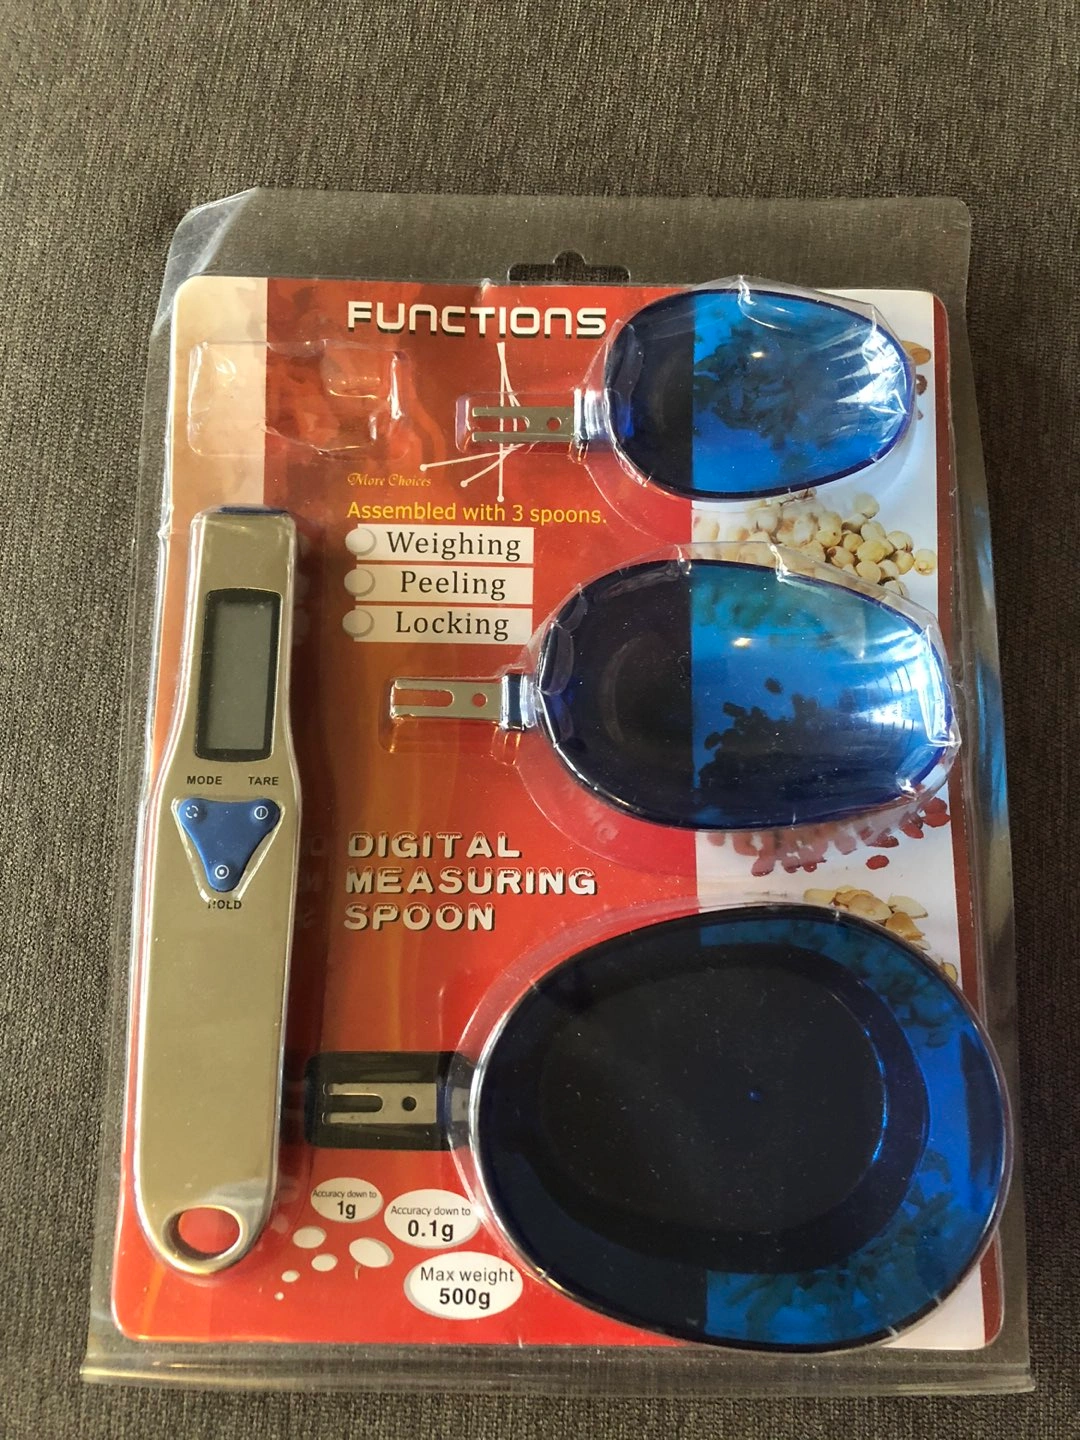 FUNCTIONS
More Choices
Assembled with 3 spoons.
Weighing
Peeling
Locking
MODE TARE
HOLD
DIGITAL
MEASURING
SPOON
Accuracy down to
1g
Accuracy down to
0.1g
Max weight
500g